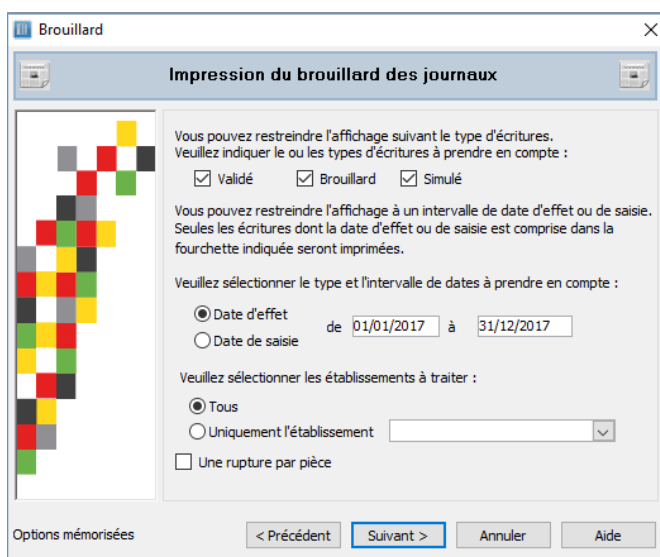 Brouillard
Impression du brouillard des journaux
Vous pouvez restreindre l'affichage suivant le type d'écritures.
Veuillez indiquer le ou les types d'écritures à prendre en compte :
Validé Brouillard Simulé
Vous pouvez restreindre l'affichage à un intervalle de date d'effet ou de saisie.
Seules les écritures dont la date d'effet ou de saisie est comprise dans la
fourchette indiquée seront imprimées.
Veuillez sélectionner le type et l'intervalle de dates à prendre en compte :
Date d'effet
de 01/01/2017 à 31/12/2017
Date de saisie
Veuillez sélectionner les établissements à traiter :
Tous
Uniquement l'établissement
Une rupture par pièce
Options mémorisées < Précédent Suivant > Annuler Aide